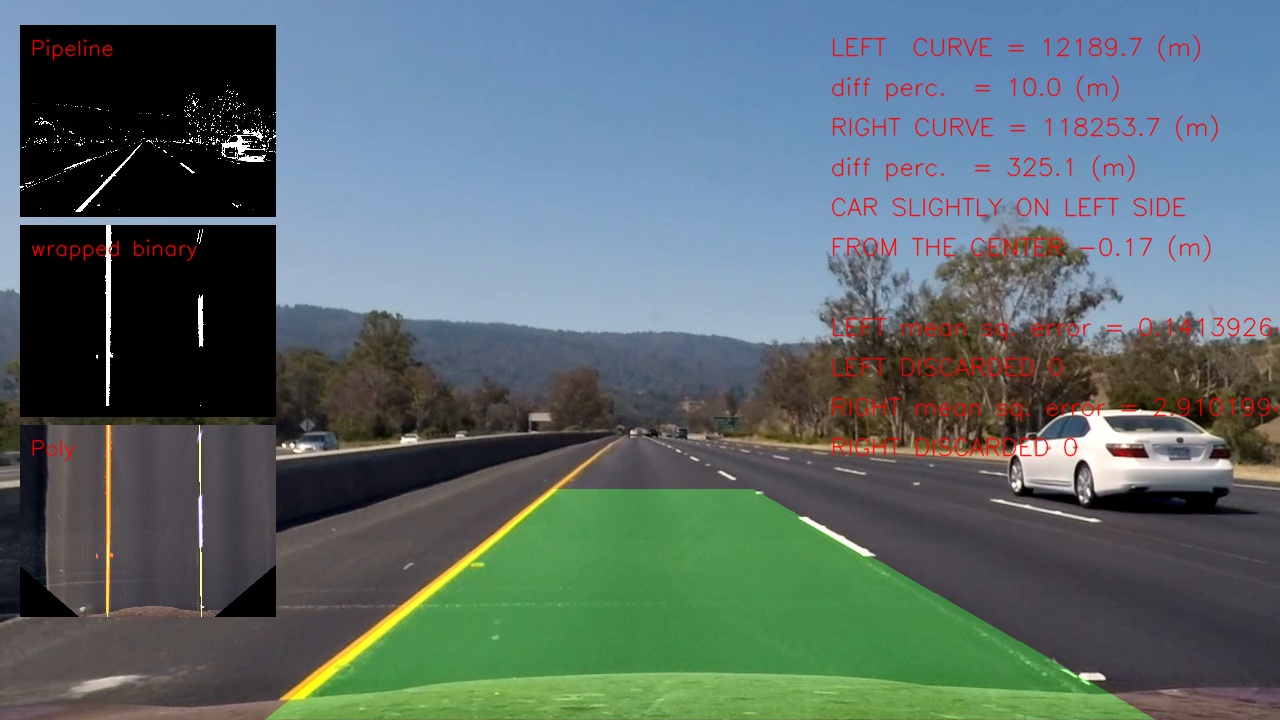 Pipeline
wrapped binary
Poly
LEFT  CURVE = 12189.7 (m)
diff perc.  = 10.0 (m)
RIGHT CURVE = 118253.7 (m)
diff perc.  = 325.1 (m)
CAR SLIGHTLY ON LEFT SIDE
FROM THE CENTER -0.17 (m)
LEFT mean sq. error = 0.1413926
LEFT DISCARDED 0
RIGHT mean sq. error = 2.910199
RIGHT DISCARDED 0